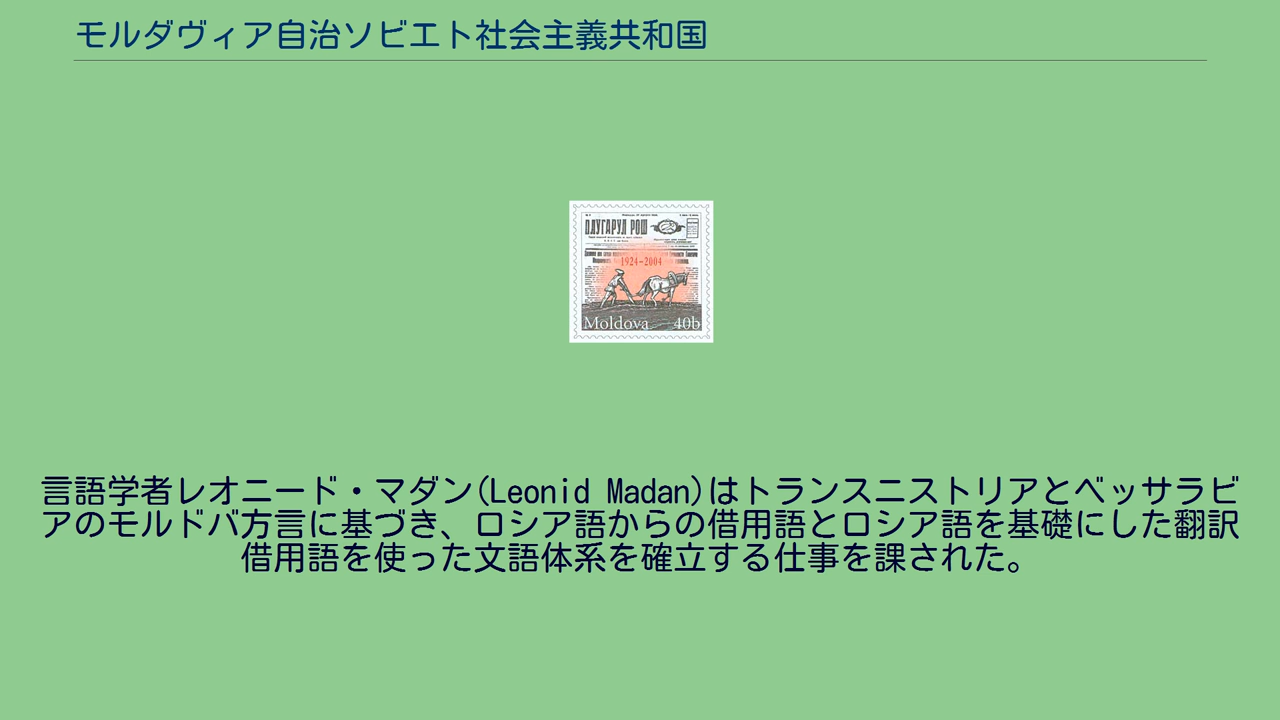 モルダヴィア自治ソビエト社会主義共和国
ПЛУГАРУЛ РОШ
1924-2004
Moldova 40b
言語学者レオニード・マダン(Leonid Madan)はトランスニストリアとベッサラビ
アのモルドバ方言に基づき、ロシア語からの借用語とロシア語を基礎にした翻訳
借用語を使った文語体系を確立する仕事を課された。